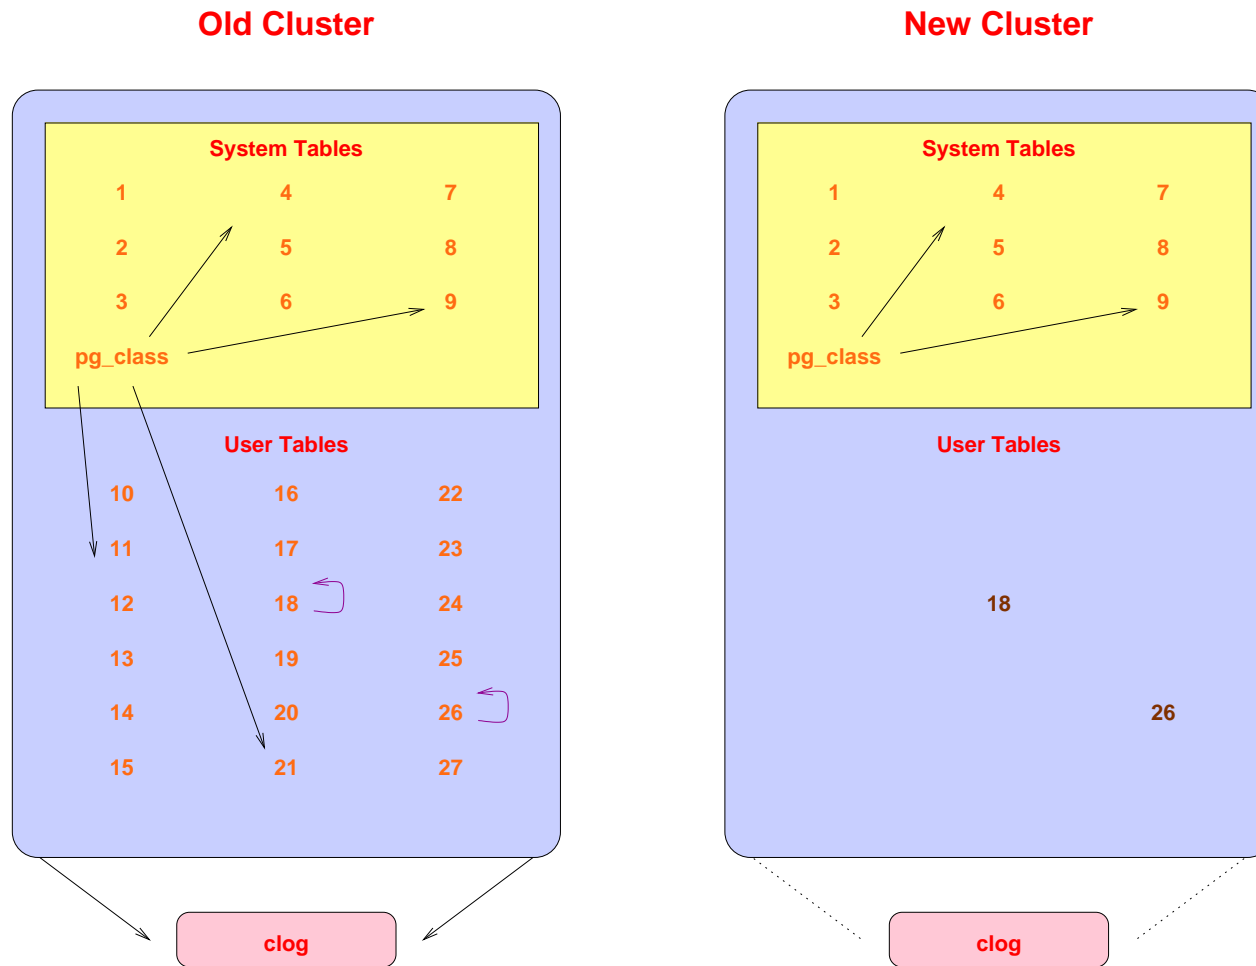 Old Cluster
System Tables
1 4 7
2 5 8
3 6 9
pg_class
User Tables
10 16 22
11 17 23
12 18 24
13 19 25
14 20 26
15 21 27
clog
New Cluster
System Tables
1 4 7
2 5 8
3 6 9
pg_class
User Tables
18
26
clog